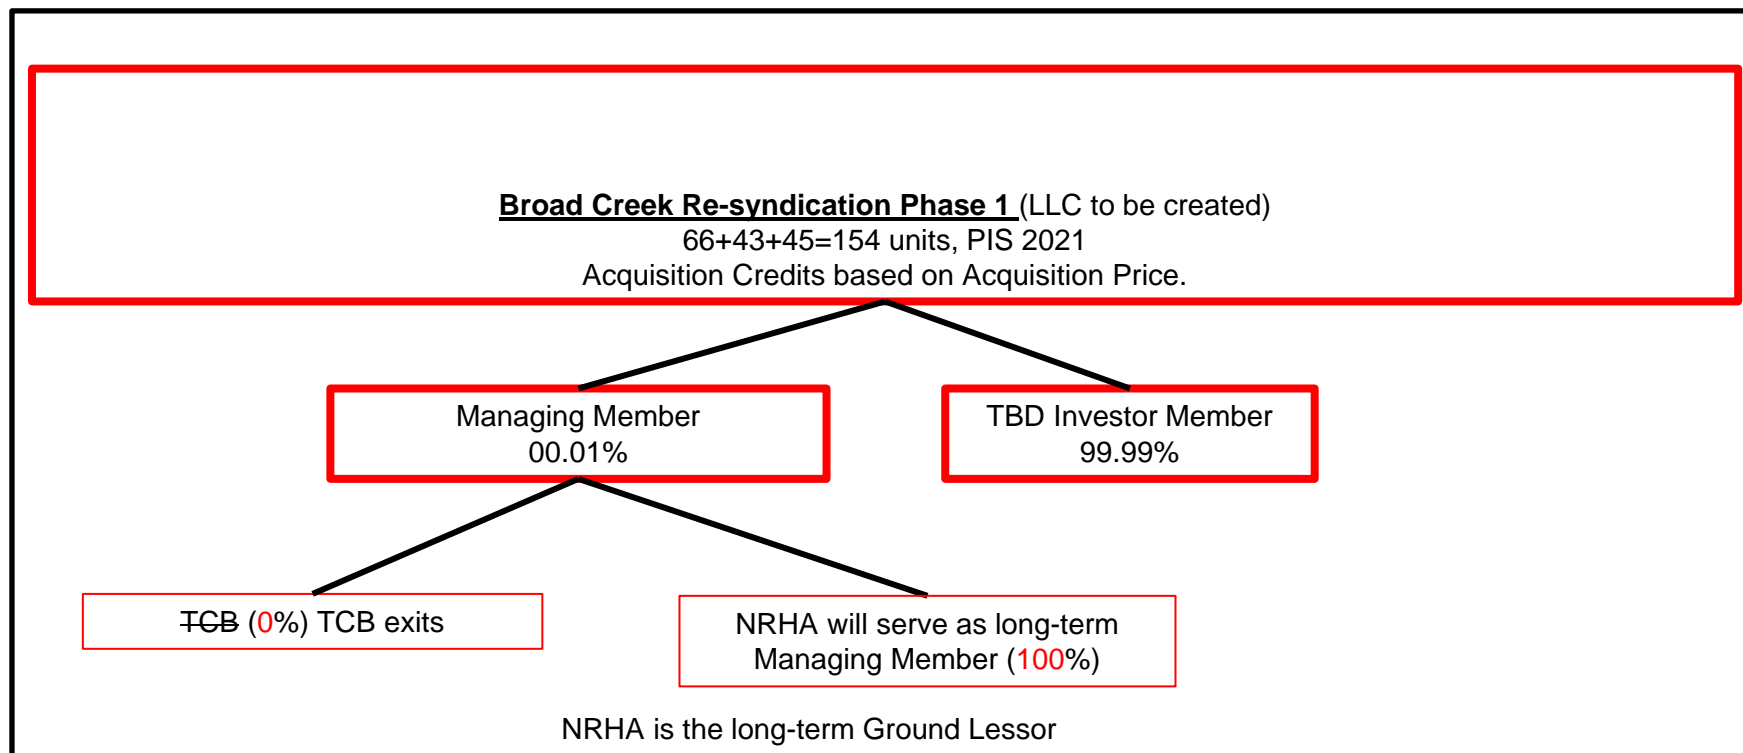 Broad Creek Re-syndication Phase 1 (LLC to be created)
66+43+45=154 units, PIS 2021
Acquisition Credits based on Acquisition Price.
Managing Member
00.01%
TBD Investor Member
99.99%
TCB (0%) TCB exits
NRHA will serve as long-term
Managing Member (100%)
NRHA is the long-term Ground Lessor